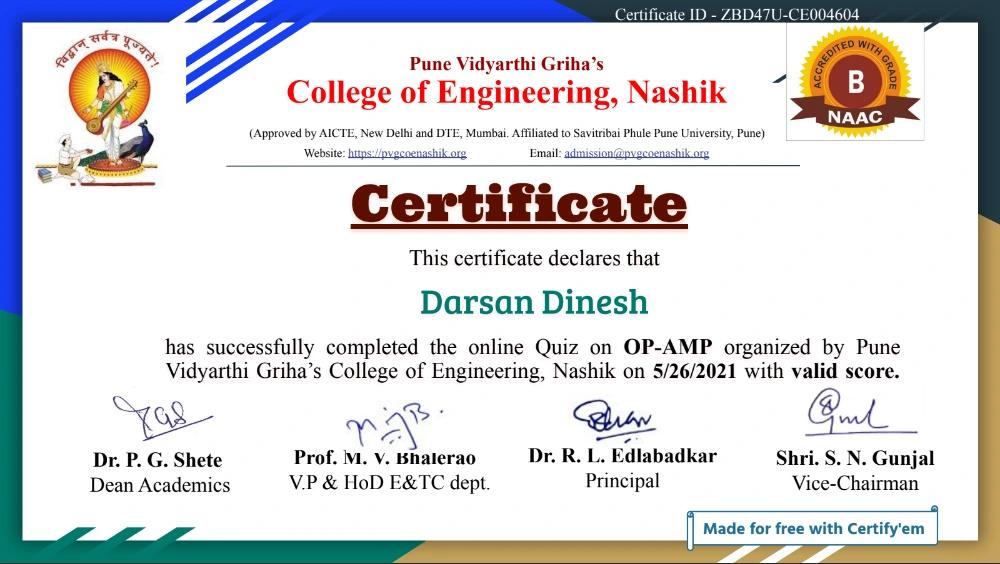 Certificate ID - ZBD47U-CE004604
विद्वान् सर्वत्र पूज्यते!
Pune Vidyarthi Griha's
College of Engineering, Nashik
ACCREDITED WITH GRADE
B
NAAC
(Approved by AICTE, New Delhi and DTE, Mumbai. Affiliated to Savitribai Phule Pune University, Pune)
Website: https://pvgcoenashik.org Email: admission@pvgcoenashik.org
Certificate
This certificate declares that
Darsan Dinesh
has successfully completed the online Quiz on OP-AMP organized by Pune
Vidyarthi Griha's College of Engineering, Nashik on 5/26/2021 with valid score.
Dr. P. G. Shete
Dean Academics
Prof. M. V. Bhalerao
V.P & HoD E&TC dept.
Dr. R. L. Edlabadkar
Principal
Shri. S. N. Gunjal
Vice-Chairman
Made for free with Certify'em